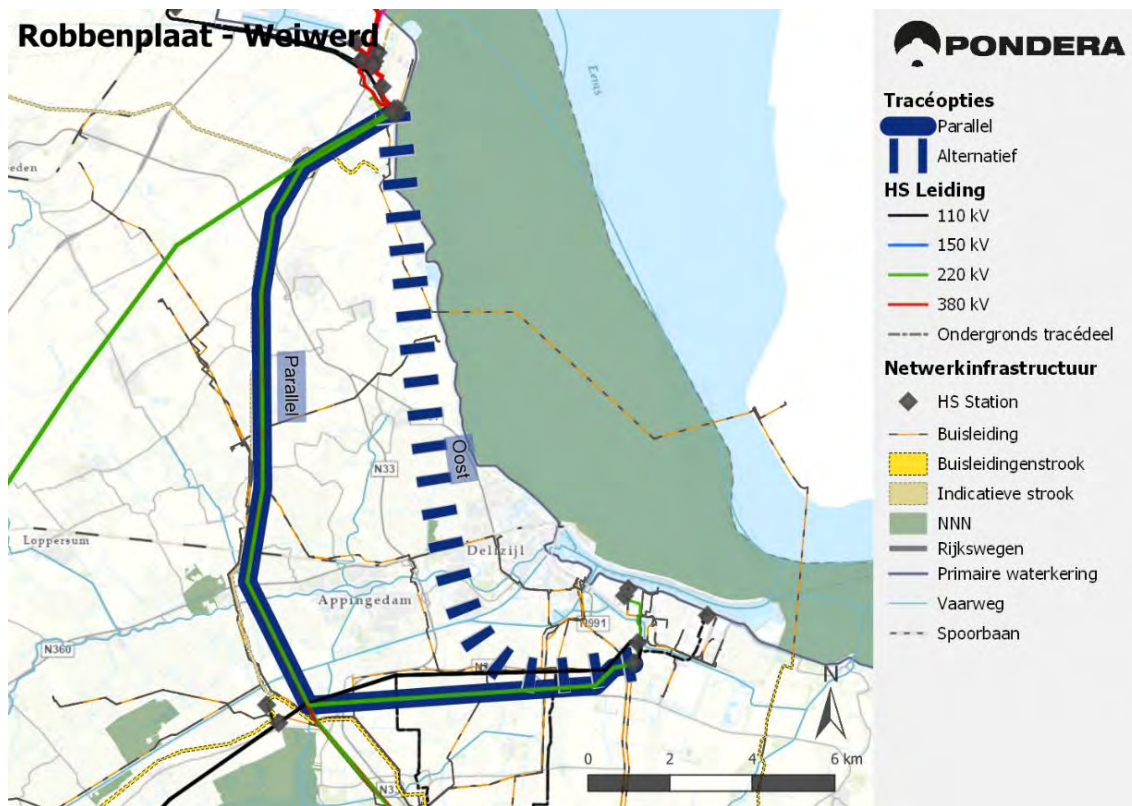 Robbenplaat - Weiwerd
Eems
eeden
Parallel
Oost
N33
Loppersum
Delfzijl
Appingedam
N991
N360
N33
N
0 2 4 6 km
PONDERA
Tracéopties
Parallel
Alternatief
HS Leiding
110 kV
150 kV
220 kV
380 kV
Ondergronds tracédeel
Netwerkinfrastructuur
HS Station
Buisleiding
Buisleidingenstrook
Indicatieve strook
NNN
Rijkswegen
Primaire waterkering
Vaarweg
Spoorbaan